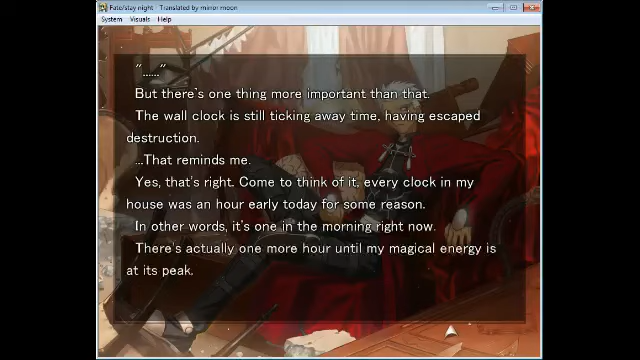 Fate/stay night - Translated by mirror moon
System Visuals Help
"......"
But there's one thing more important than that.
The wall clock is still ticking away time, having escaped
destruction.
...That reminds me.
Yes, that's right. Come to think of it, every clock in my
house was an hour early today for some reason.
In other words, it's one in the morning right now.
There's actually one more hour until my magical energy is
at its peak.